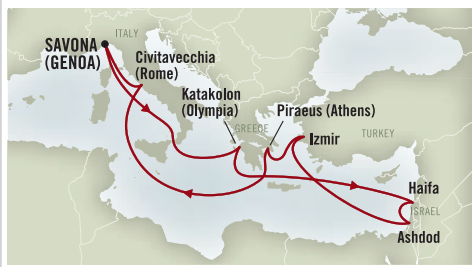 ITALY
SAVONA
(GENOA)
Civitavecchia
(Rome)
Katakolon
(Olympia)
Piraeus (Athens)
GREECE
Izmir
TURKEY
Haifa
ISRAEL
Ashdod